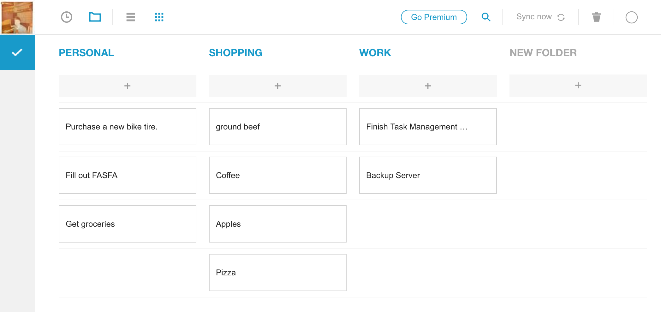 Go Premium
Sync now
PERSONAL
SHOPPING
WORK
NEW FOLDER
+
+
+
+
Purchase a new bike tire.
ground beef
Finish Task Management ...
Fill out FASFA
Coffee
Backup Server
Get groceries
Apples
Pizza